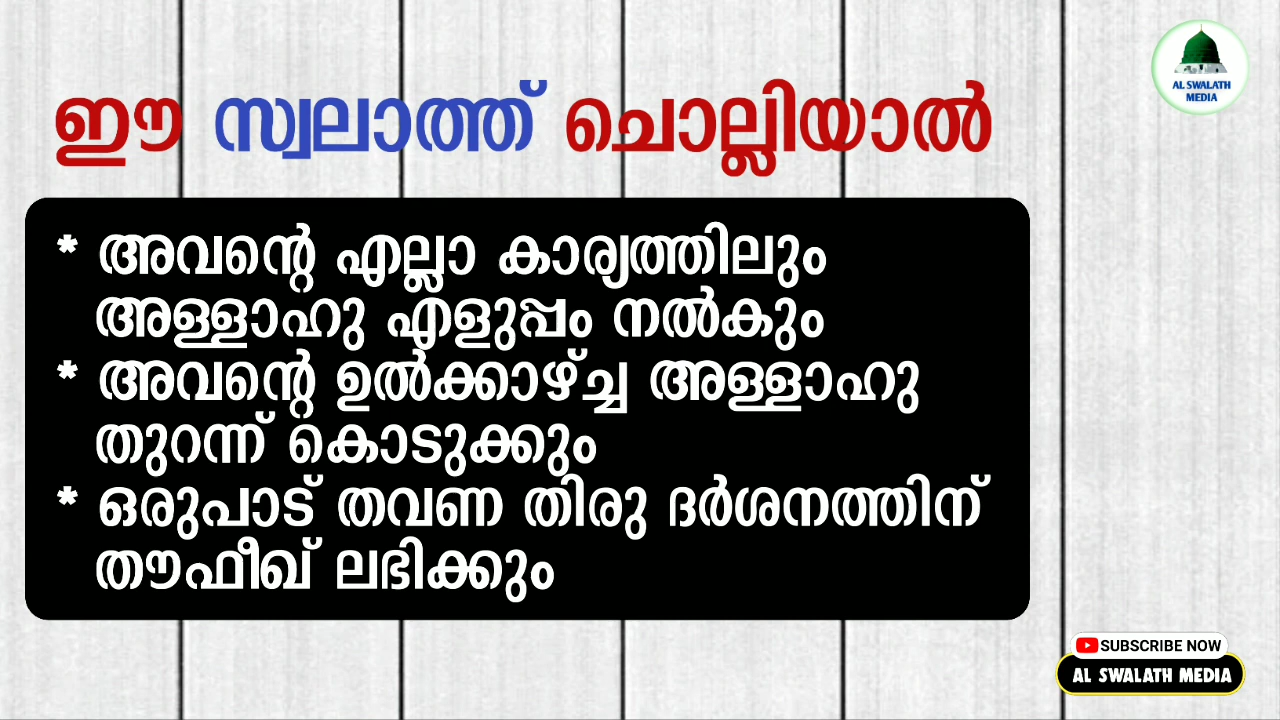 ഈ സ്വലാത്ത് ചൊല്ലിയാൽ
* അവന്റെ എല്ലാ കാര്യത്തിലും
അള്ളാഹു എളുപ്പം നൽകും
* അവന്റെ ഉൽക്കാഴ്ച്ച അള്ളാഹു
തുറന്ന് കൊടുക്കും
* ഒരുപാട് തവണ തിരു ദർശനത്തിന്
തൗഫീഖ് ലഭിക്കും
AL SWALATH
MEDIA
SUBSCRIBE NOW
AL SWALATH MEDIA